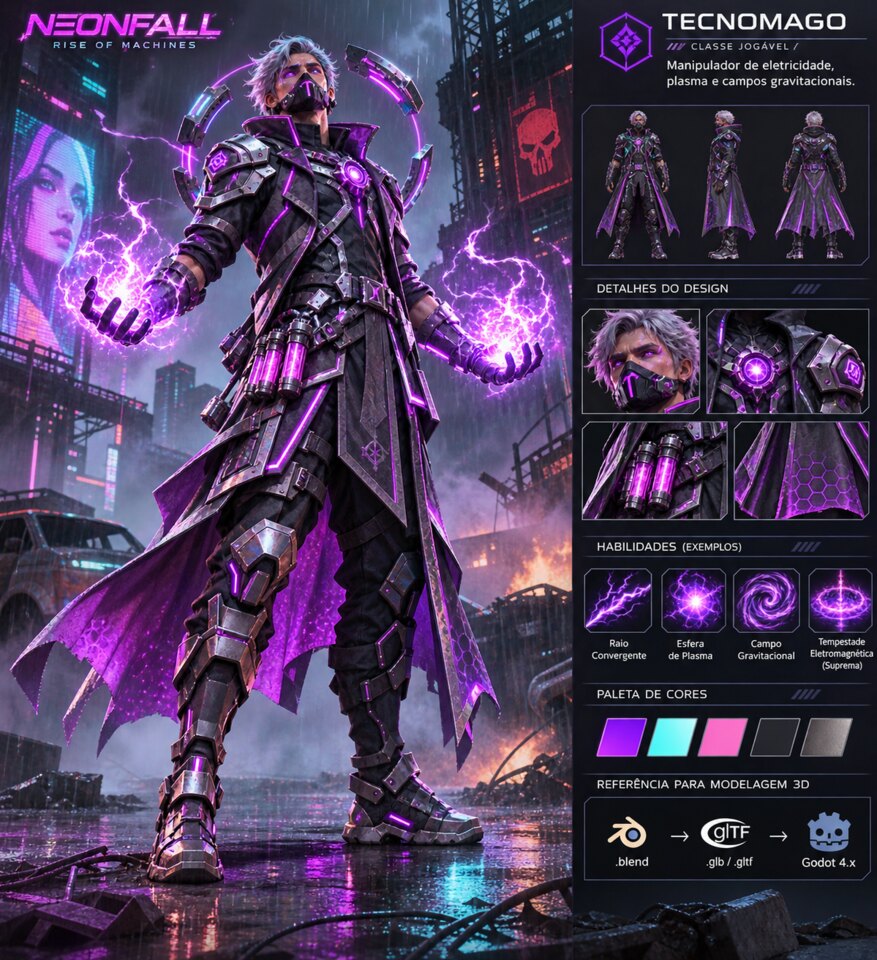 NEONFALL
RISE OF MACHINES
TECNOMAGO
/// CLASSE JOGÁVEL /
Manipulador de eletricidade,
plasma e campos gravitacionais.
DETALHES DO DESIGN
HABILIDADES (EXEMPLOS)
Raio
Convergente
Esfera
de Plasma
Campo
Gravitacional
Tempestade
Eletromagnética
(Suprema)
PALETA DE CORES
REFERÊNCIA PARA MODELAGEM 3D
glTF
.blend → .glb / .gltf → Godot 4.x